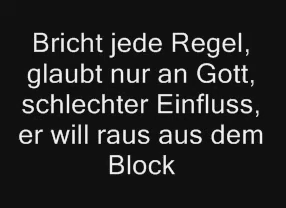 Bricht jede Regel,
glaubt nur an Gott,
schlechter Einfluss,
er will raus aus dem
Block